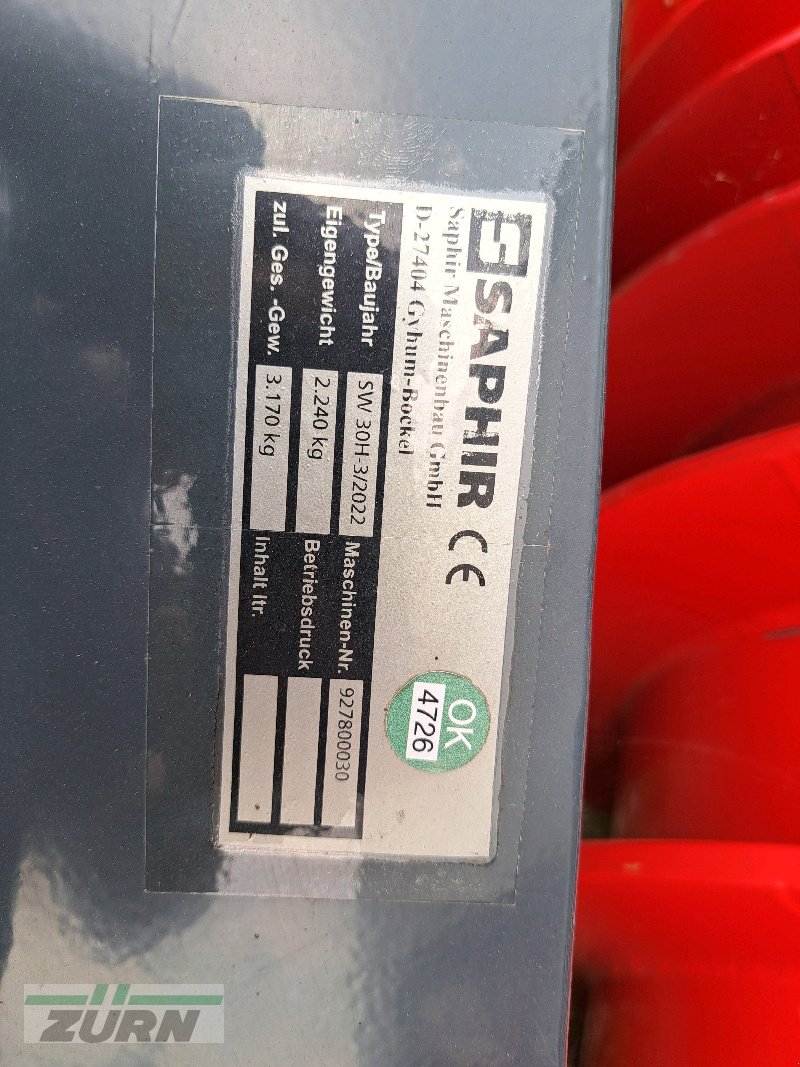 SAPHIR CE
Saphir Maschinenbau GmbH
D-27404 Gyhum-Bockel
OK
4726
Type/Baujahr SW 30H-3/2022 Maschinen-Nr. 927800030
Eigengewicht 2.240 kg Betriebsdruck
zul. Ges. -Gew. 3.170 kg Inhalt ltr.
ZÜRN